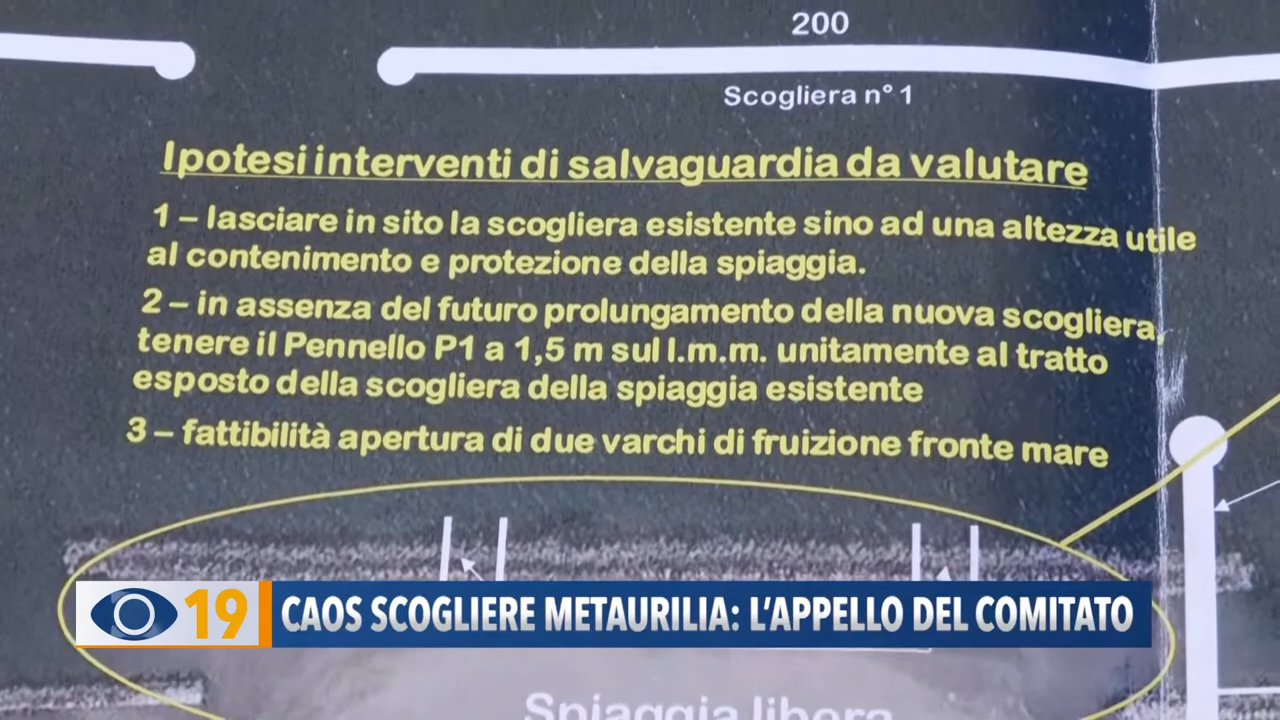 200
Scogliera n° 1
Ipotesi interventi di salvaguardia da valutare
1 – lasciare in sito la scogliera esistente sino ad una altezza utile
al contenimento e protezione della spiaggia.
2 – in assenza del futuro prolungamento della nuova scogliera,
tenere il Pennello P1 a 1,5 m sul l.m.m. unitamente al tratto
esposto della scogliera della spiaggia esistente
3 – fattibilità apertura di due varchi di fruizione fronte mare
19 CAOS SCOGLIERE METAURILIA: L'APPELLO DEL COMITATO
Spiaggia libera